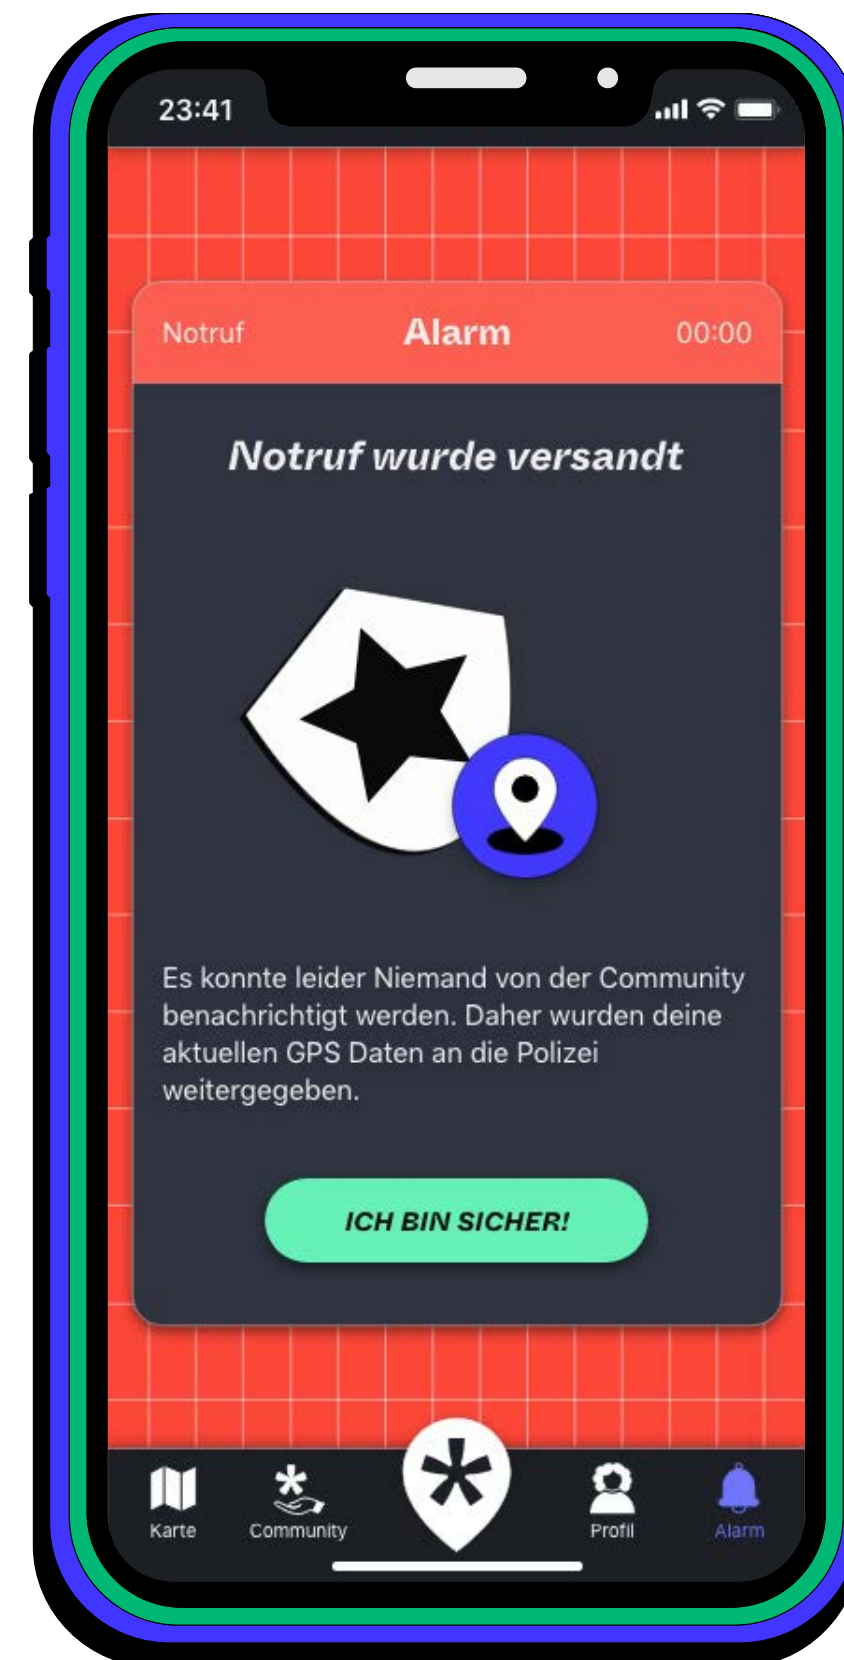 23:41
Notruf Alarm 00:00
Notruf wurde versandt
Es konnte leider Niemand von der Community
benachrichtigt werden. Daher wurden deine
aktuellen GPS Daten an die Polizei
weitergegeben.
ICH BIN SICHER!
Karte Community Profil Alarm